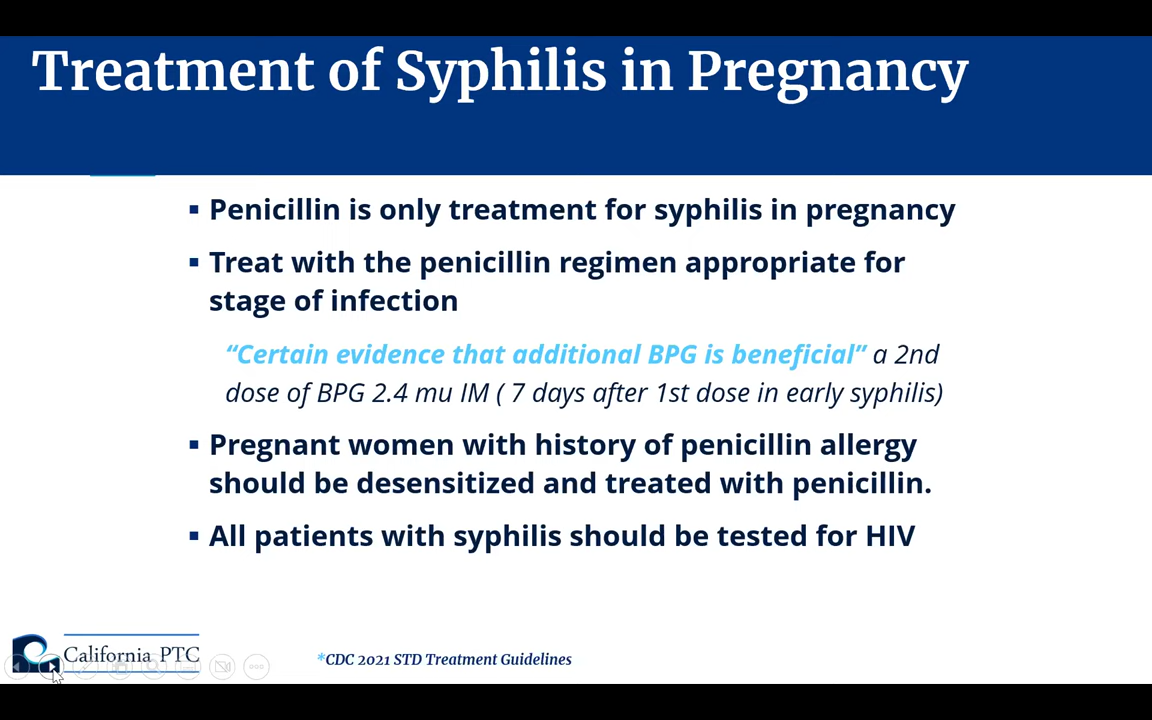 Treatment of Syphilis in Pregnancy
▪ Penicillin is only treatment for syphilis in pregnancy
▪ Treat with the penicillin regimen appropriate for
stage of infection
“Certain evidence that additional BPG is beneficial” a 2nd
dose of BPG 2.4 mu IM ( 7 days after 1st dose in early syphilis)
▪ Pregnant women with history of penicillin allergy
should be desensitized and treated with penicillin.
▪ All patients with syphilis should be tested for HIV
California PTC
*CDC 2021 STD Treatment Guidelines